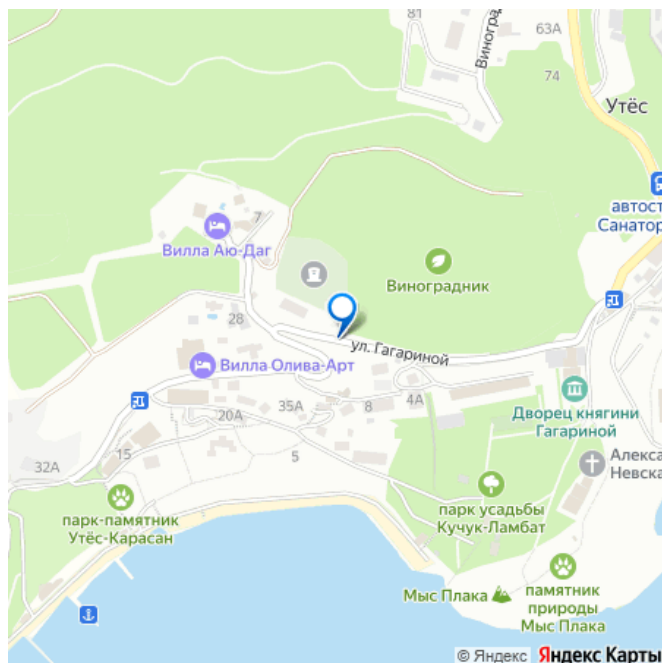 81
63А
Виноград
74
Утёс
автост
Санатор
7
Вилла Аю-Даг
Виноградник
28
ул. Гагариной
Вилла Олива-Арт
20А
35А
8
4А
Дворец княгини
Гагариной
32А
15
5
Алекса
Невска
парк-памятник
Утёс-Карасан
парк усадьбы
Кучук-Ламбат
Мыс Плака
памятник
природы
Мыс Плака
© Яндекс Яндекс Карты